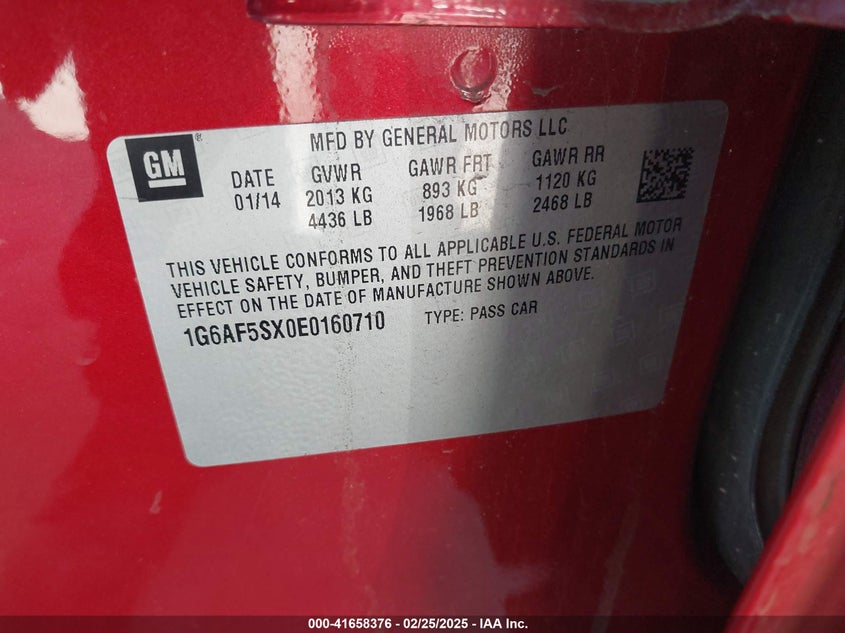 MFD BY GENERAL MOTORS LLC
GM
DATE GVWR GAWR FRT GAWR RR
01/14 2013 KG 893 KG 1120 KG
4436 LB 1968 LB 2468 LB
THIS VEHICLE CONFORMS TO ALL APPLICABLE U.S. FEDERAL MOTOR
VEHICLE SAFETY, BUMPER, AND THEFT PREVENTION STANDARDS IN
EFFECT ON THE DATE OF MANUFACTURE SHOWN ABOVE.
1G6AF5SX0E0160710 TYPE: PASS CAR
000-41658376 - 02/25/2025 - IAA Inc.